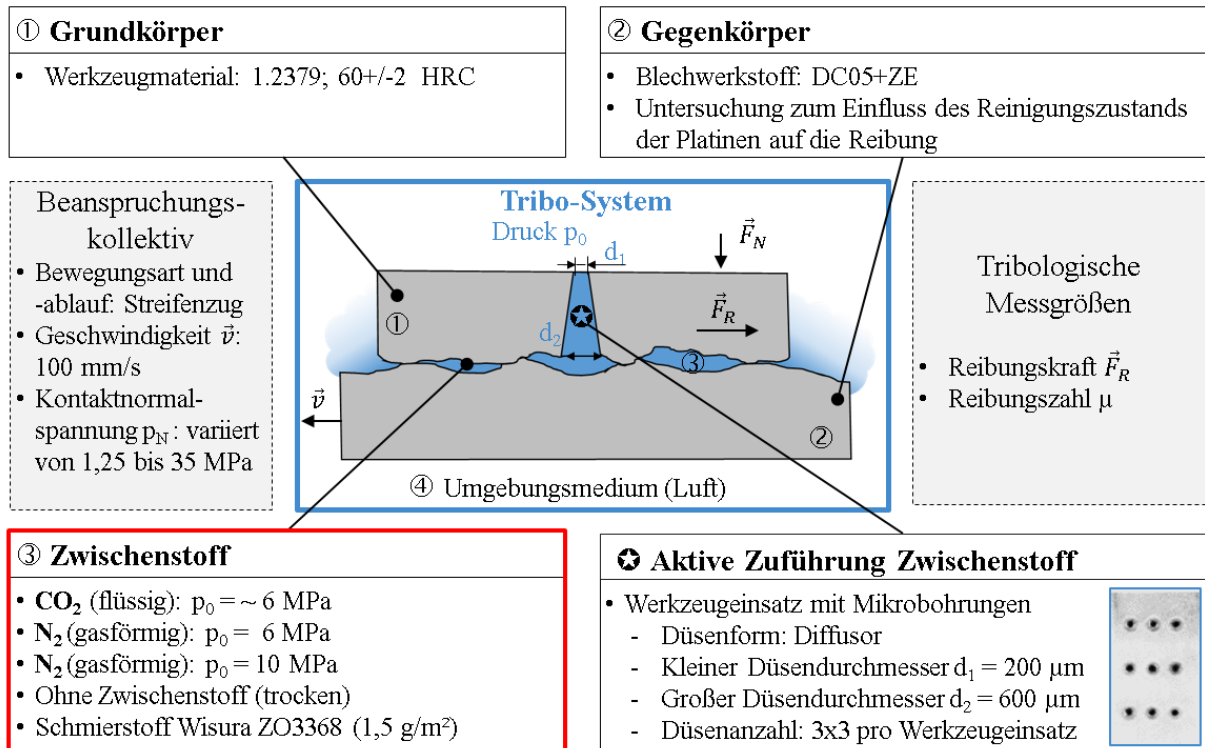 ① Grundkörper
• Werkzeugmaterial: 1.2379; 60+/-2 HRC
② Gegenkörper
• Blechwerkstoff: DC05+ZE
• Untersuchung zum Einfluss des Reinigungszustands
der Platinen auf die Reibung
Beanspruchungs-
kollektiv
• Bewegungsart und
-ablauf: Streifenzug
• Geschwindigkeit v⃗:
100 mm/s
• Kontaktnormal-
spannung pN : variiert
von 1,25 bis 35 MPa
Tribo-System
Druck p0
d1
F⃗N
①
F⃗R
d2
③
v⃗
②
④ Umgebungsmedium (Luft)
Tribologische
Messgrößen
• Reibungskraft F⃗R
• Reibungszahl µ
③ Zwischenstoff
• CO2 (flüssig): p0 = ~ 6 MPa
• N2 (gasförmig): p0 = 6 MPa
• N2 (gasförmig): p0 = 10 MPa
• Ohne Zwischenstoff (trocken)
• Schmierstoff Wisura ZO3368 (1,5 g/m²)
✪ Aktive Zuführung Zwischenstoff
• Werkzeugeinsatz mit Mikrobohrungen
- Düsenform: Diffusor
- Kleiner Düsendurchmesser d1 = 200 µm
- Großer Düsendurchmesser d2 = 600 µm
- Düsenanzahl: 3x3 pro Werkzeugeinsatz